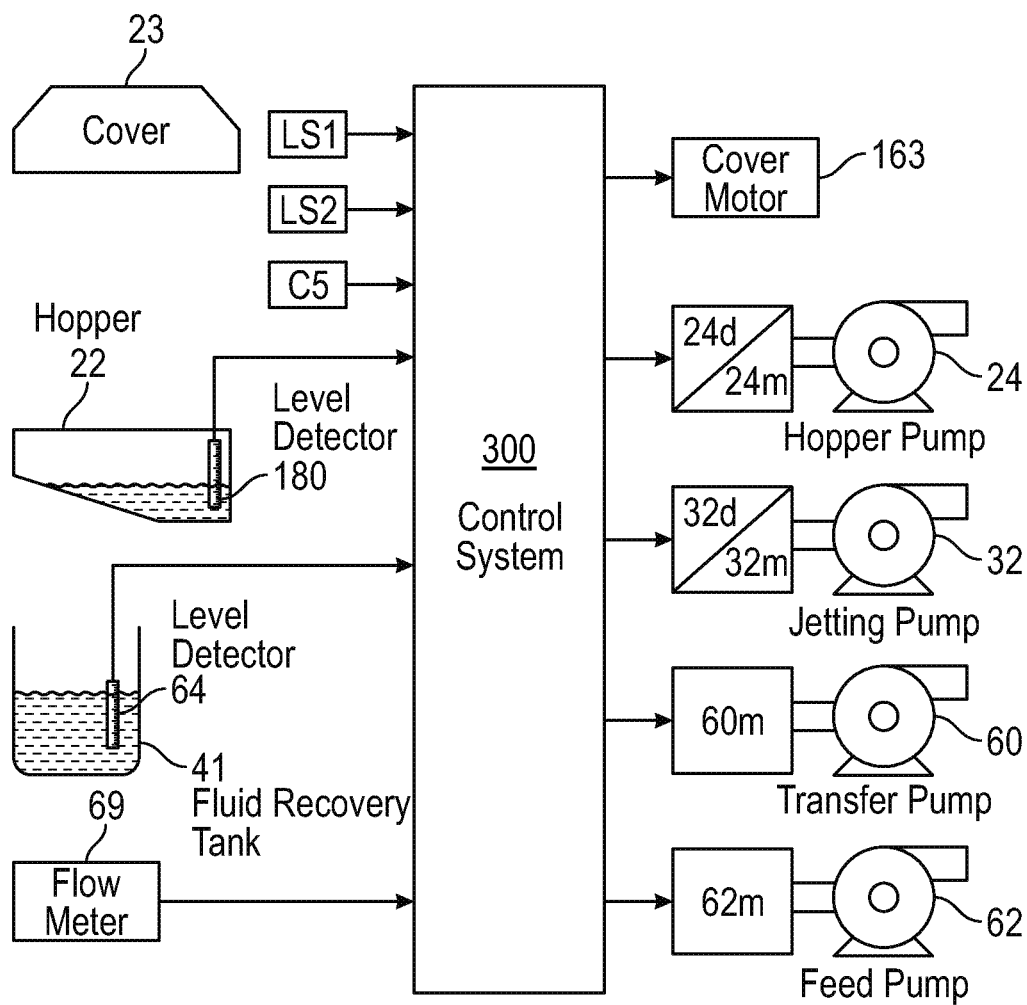 23
Cover
LS1
LS2
C5
Hopper
22
Level
Detector
180
Level
Detector
64
41
Fluid Recovery
Tank
69
Flow
Meter
300
Control
System
Cover
Motor
163
24d
24m
24
Hopper Pump
32d
32m
32
Jetting Pump
60m
60
Transfer Pump
62m
62
Feed Pump